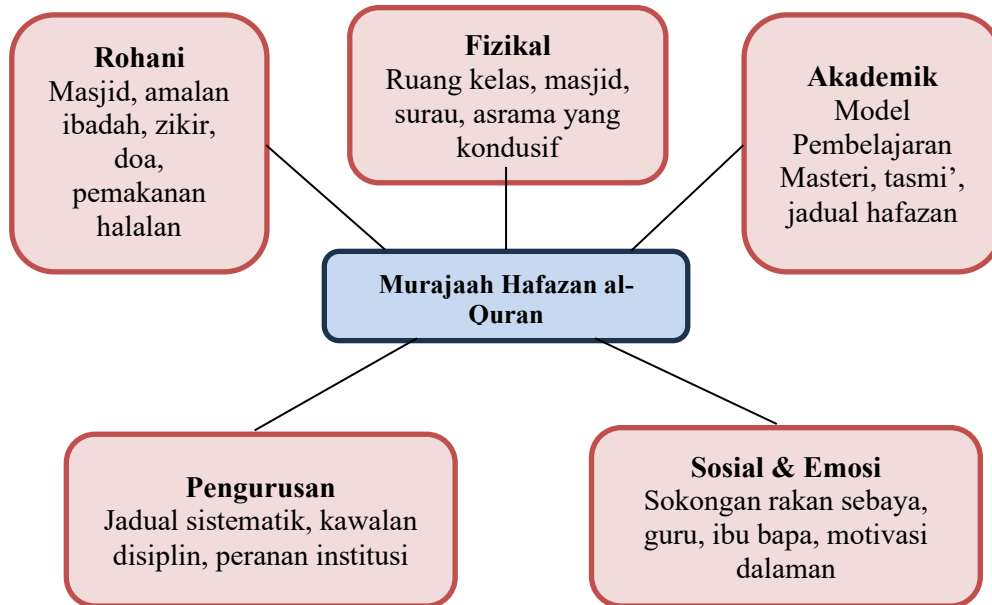 Rohani
Masjid, amalan
ibadah, zikir,
doa,
pemakanan
halalan
Fizikal
Ruang kelas, masjid,
surau, asrama yang
kondusif
Akademik
Model
Pembelajaran
Masteri, tasmi’,
jadual hafazan
Murajaah Hafazan al-
Quran
Pengurusan
Jadual sistematik, kawalan
disiplin, peranan institusi
Sosial & Emosi
Sokongan rakan sebaya,
guru, ibu bapa, motivasi
dalaman